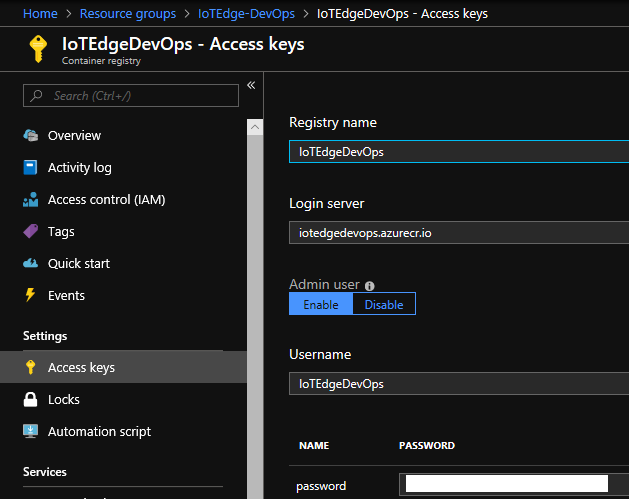 Home > Resource groups > IoTEdge-DevOps > IoTEdgeDevOps - Access keys
IoTEdgeDevOps - Access keys
Container registry
Search (Ctrl+/)
Overview
Activity log
Access control (IAM)
Tags
Quick start
Events
Settings
Access keys
Locks
Automation script
Services
Registry name
IoTEdgeDevOps
Login server
iotedgedevops.azurecr.io
Admin user
Enable Disable
Username
IoTEdgeDevOps
NAME PASSWORD
password